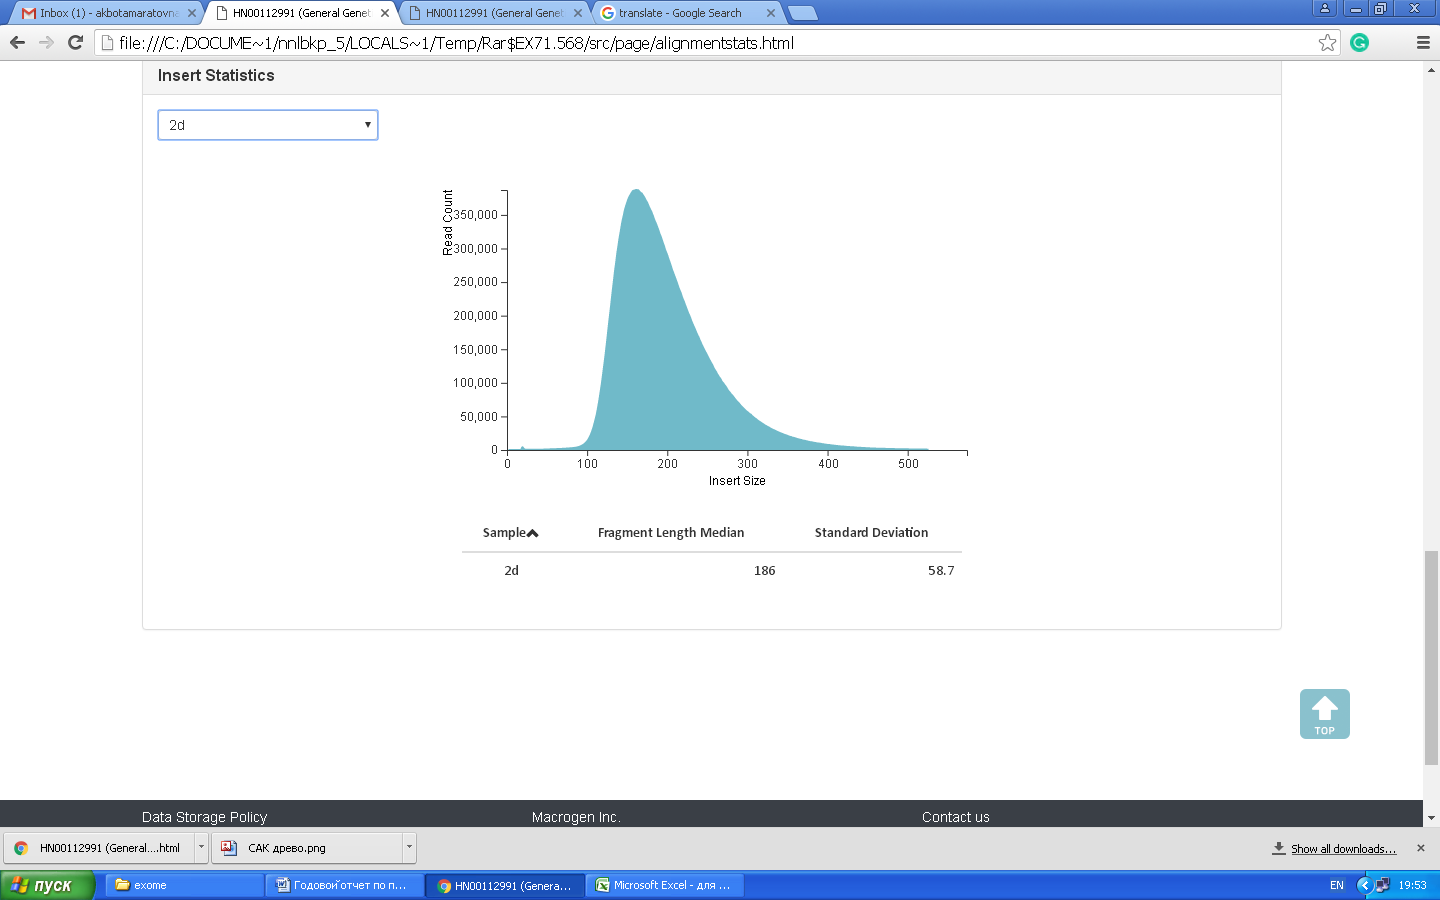 Inbox (1) - akbotamaratovna
HN00112991 (General Genet
HN00112991 (General Genet
translate - Google Search
file:///C:/DOCUME~1/nnlbkp_5/LOCALS~1/Temp/Rar$EX71.568/src/page/alignmentstats.html
Insert Statistics
2d
Read Count
350,000
300,000
250,000
200,000
150,000
100,000
50,000
0
0 100 200 300 400 500
Insert Size
Sample Fragment Length Median Standard Deviation
2d 186 58.7
TOP
Data Storage Policy Macrogen Inc. Contact us
HN00112991 (General....html САК древо.png Show all downloads...
пуск exome Годовой отчет по п... HN00112991 (Genera... Microsoft Excel - для ... EN 19:53